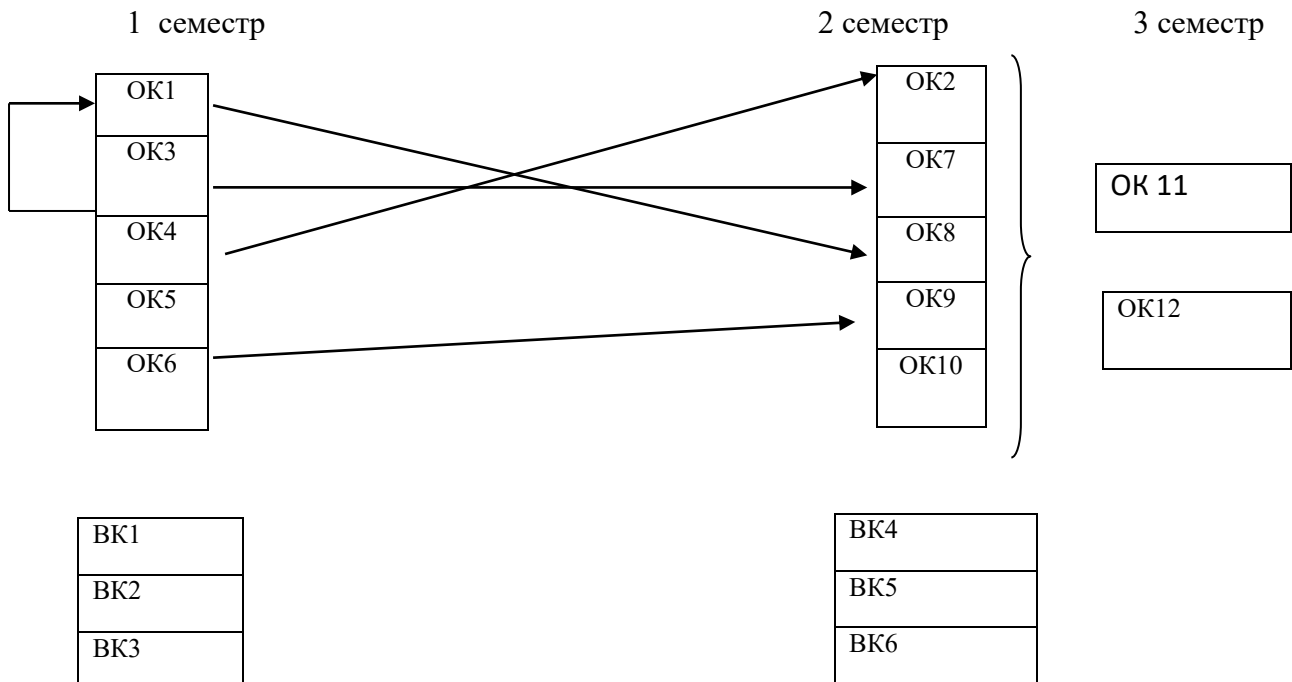 1 семестр
2 семестр
3 семестр
ОК1
ОК3
ОК4
ОК5
ОК6
ОК2
ОК7
ОК8
ОК9
ОК10
ОК 11
ОК12
ВК1
ВК2
ВК3
ВК4
ВК5
ВК6